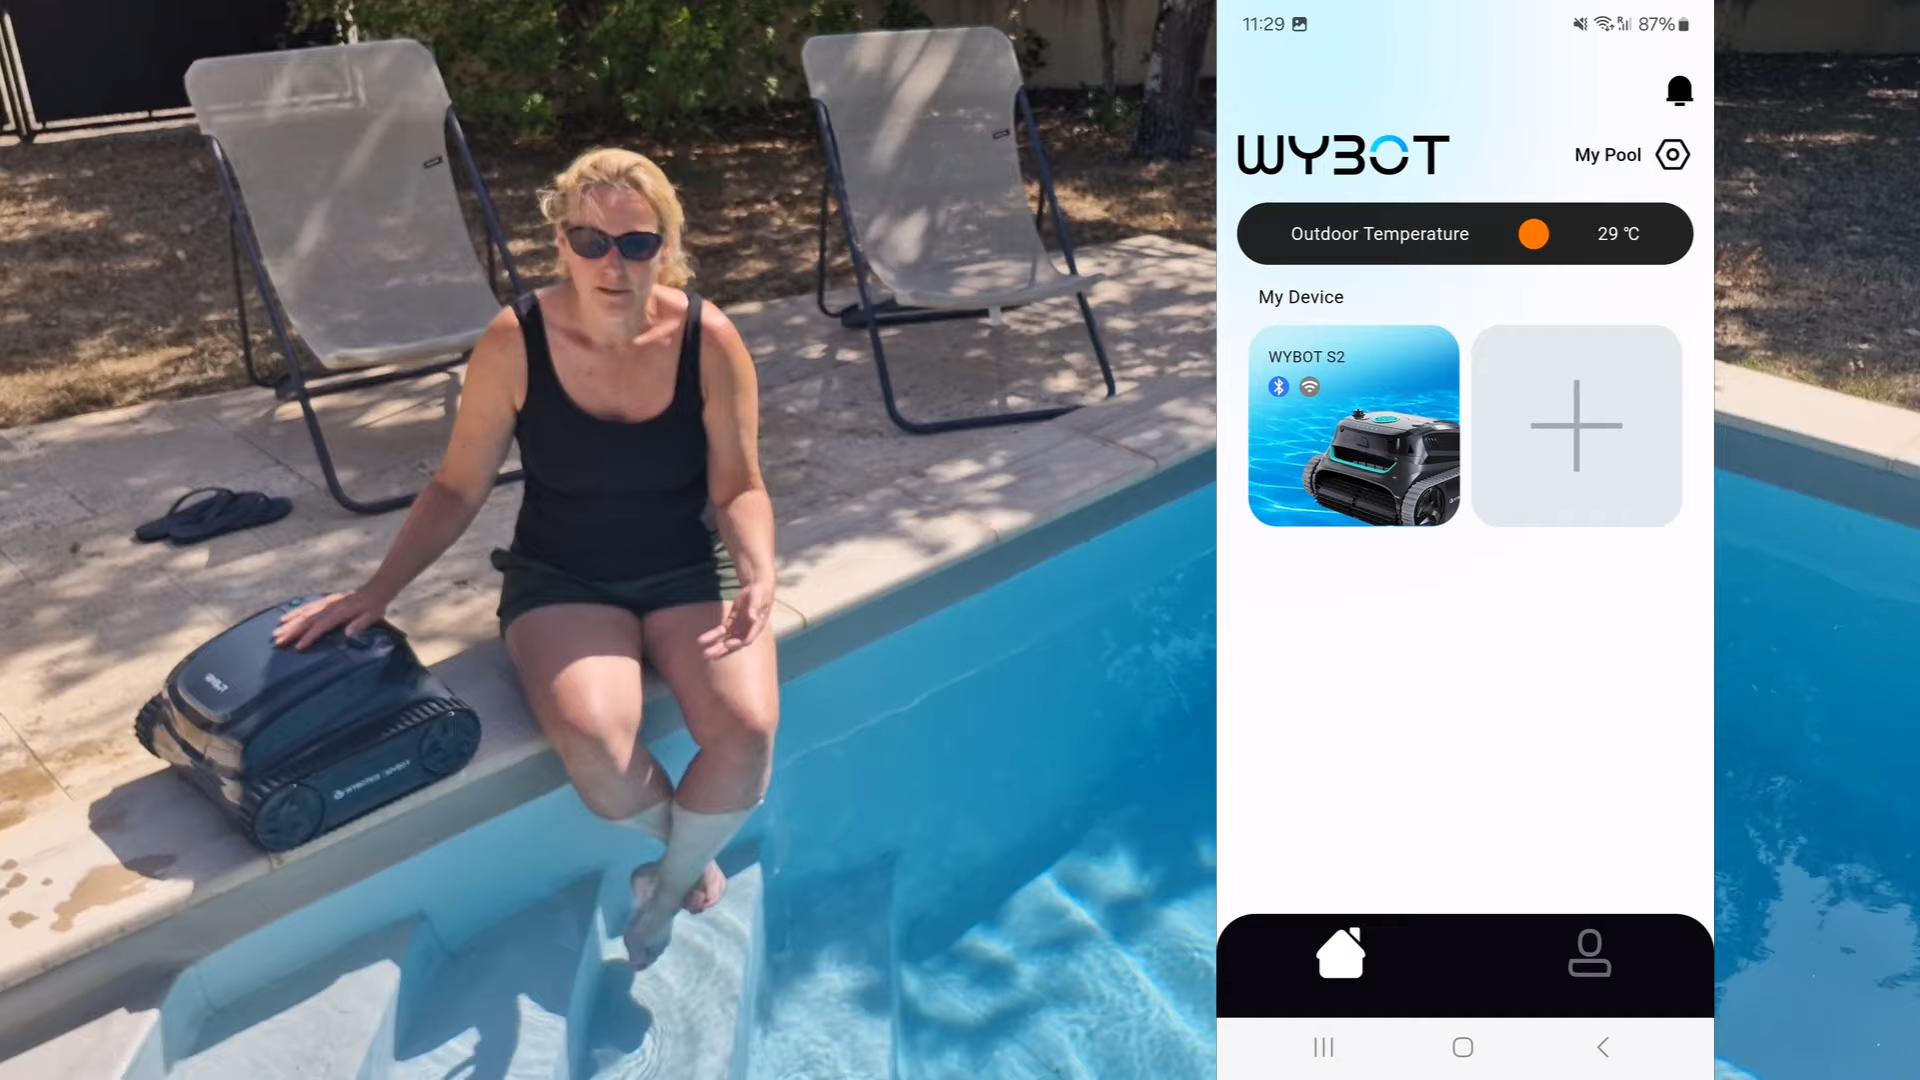 11:29
87%
WYBOT
My Pool
Outdoor Temperature
29 ℃
My Device
WYBOT S2